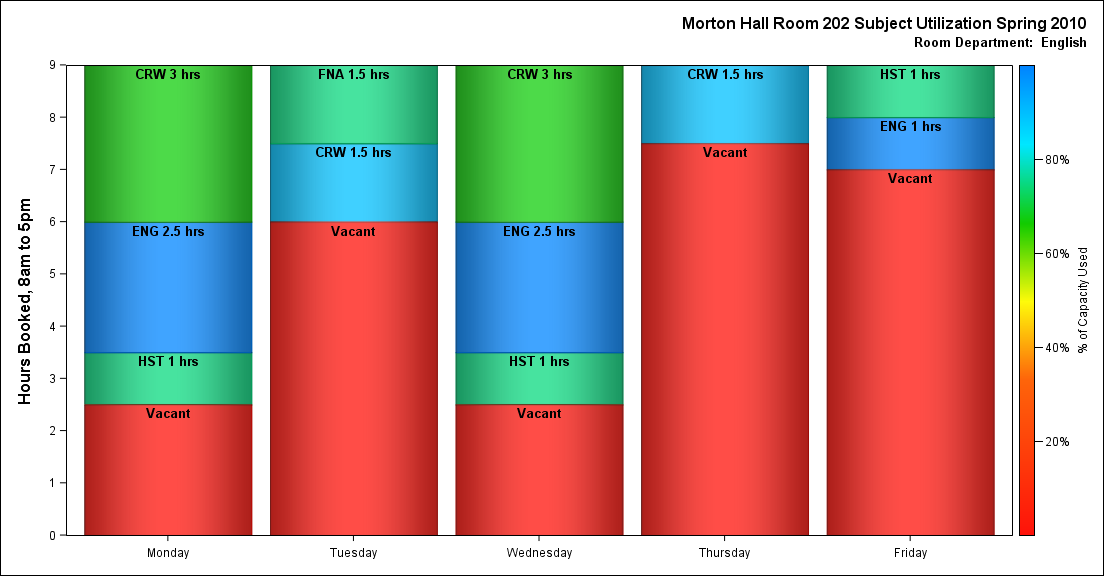 Morton Hall Room 202 Subject Utilization Spring 2010
Room Department:  English
Hours Booked, 8am to 5pm
9
8
7
6
5
4
3
2
1
0
CRW 3 hrs
ENG 2.5 hrs
HST 1 hrs
Vacant
FNA 1.5 hrs
CRW 1.5 hrs
Vacant
CRW 3 hrs
ENG 2.5 hrs
HST 1 hrs
Vacant
CRW 1.5 hrs
Vacant
HST 1 hrs
ENG 1 hrs
Vacant
Monday
Tuesday
Wednesday
Thursday
Friday
80%
60%
40%
20%
% of Capacity Used